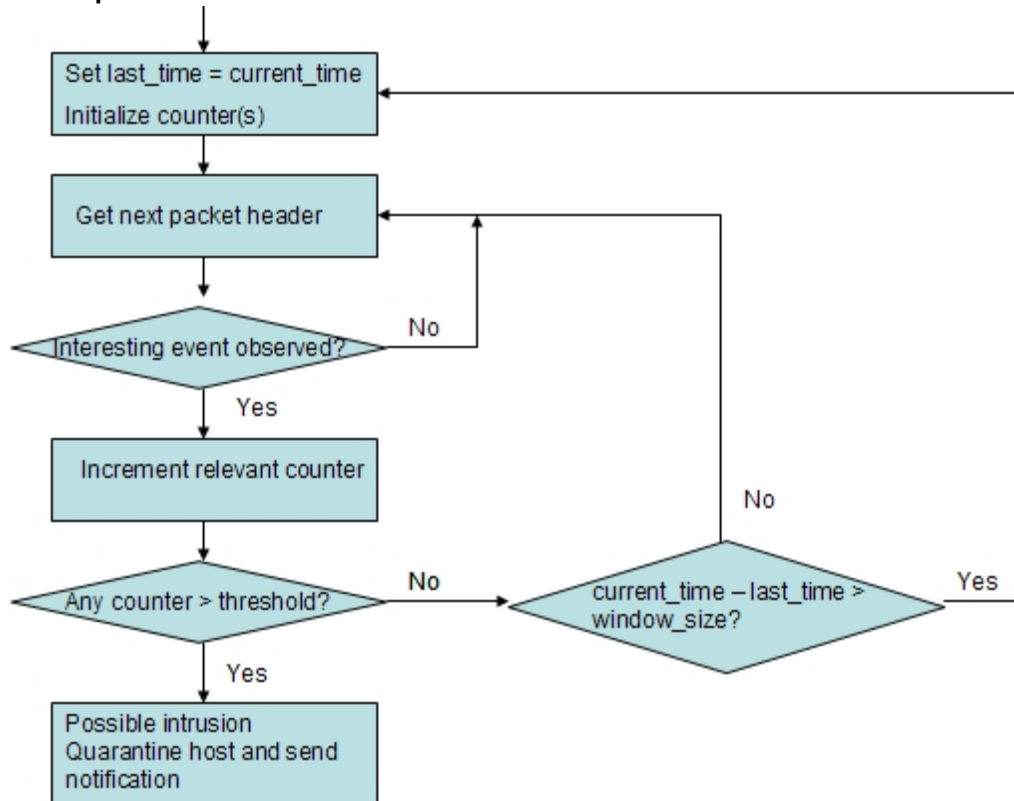 Set last_time = current_time
Initialize counter(s)
Get next packet header
Interesting event observed?
No
Yes
Increment relevant counter
Any counter > threshold?
No
Yes
current_time – last_time >
window_size?
No
Yes
Possible intrusion
Quarantine host and send
notification